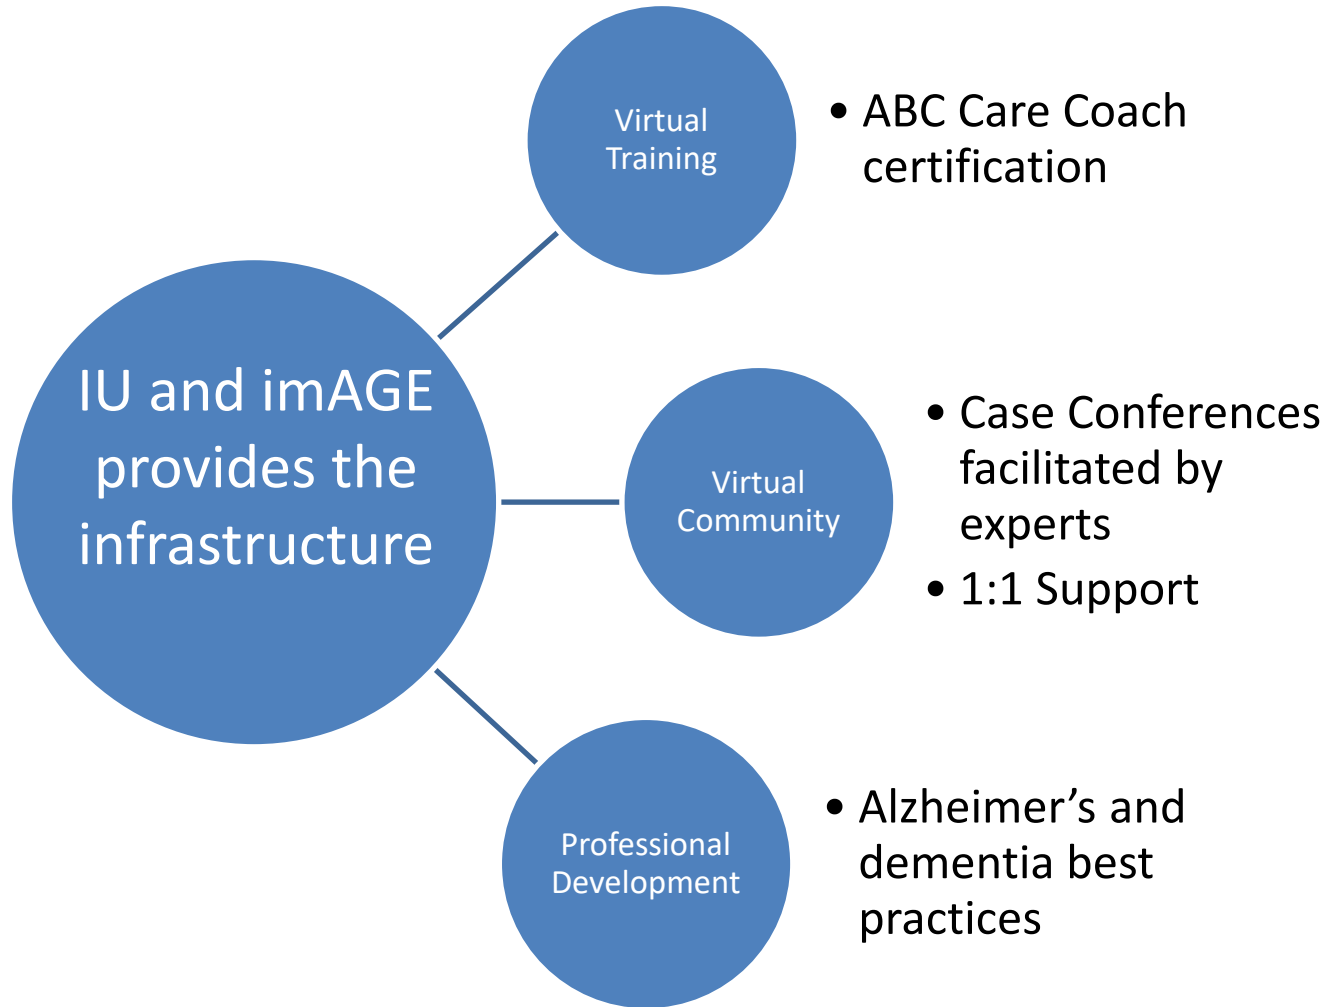 Virtual
Training
• ABC Care Coach
certification
IU and imAGE
provides the
infrastructure
Virtual
Community
• Case Conferences
facilitated by
experts
• 1:1 Support
Professional
Development
• Alzheimer’s and
dementia best
practices